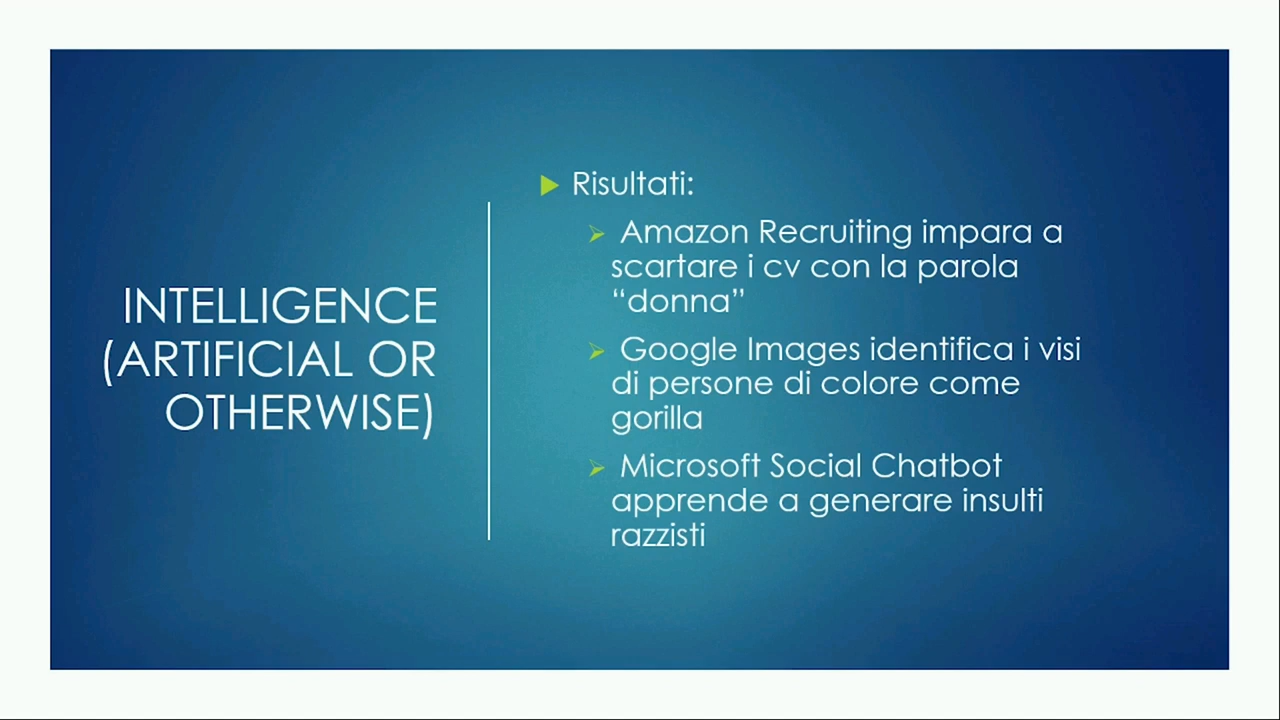 INTELLIGENCE
(ARTIFICIAL OR
OTHERWISE)
Risultati:
Amazon Recruiting impara a
scartare i cv con la parola
“donna”
Google Images identifica i visi
di persone di colore come
gorilla
Microsoft Social Chatbot
apprende a generare insulti
razzisti